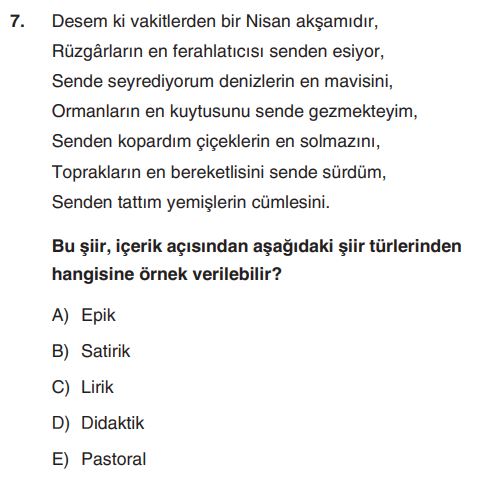 7. Desem ki vakitlerden bir Nisan akşamıdır,
Rüzgârların en ferahlatıcısı senden esiyor,
Sende seyrediyorum denizlerin en mavisini,
Ormanların en kuytusunu sende gezmekteyim,
Senden kopardım çiçeklerin en solmazını,
Toprakların en bereketlisini sende sürdüm,
Senden tattım yemişlerin cümlesini.
Bu şiir, içerik açısından aşağıdaki şiir türlerinden
hangisine örnek verilebilir?
A) Epik
B) Satirik
C) Lirik
D) Didaktik
E) Pastoral